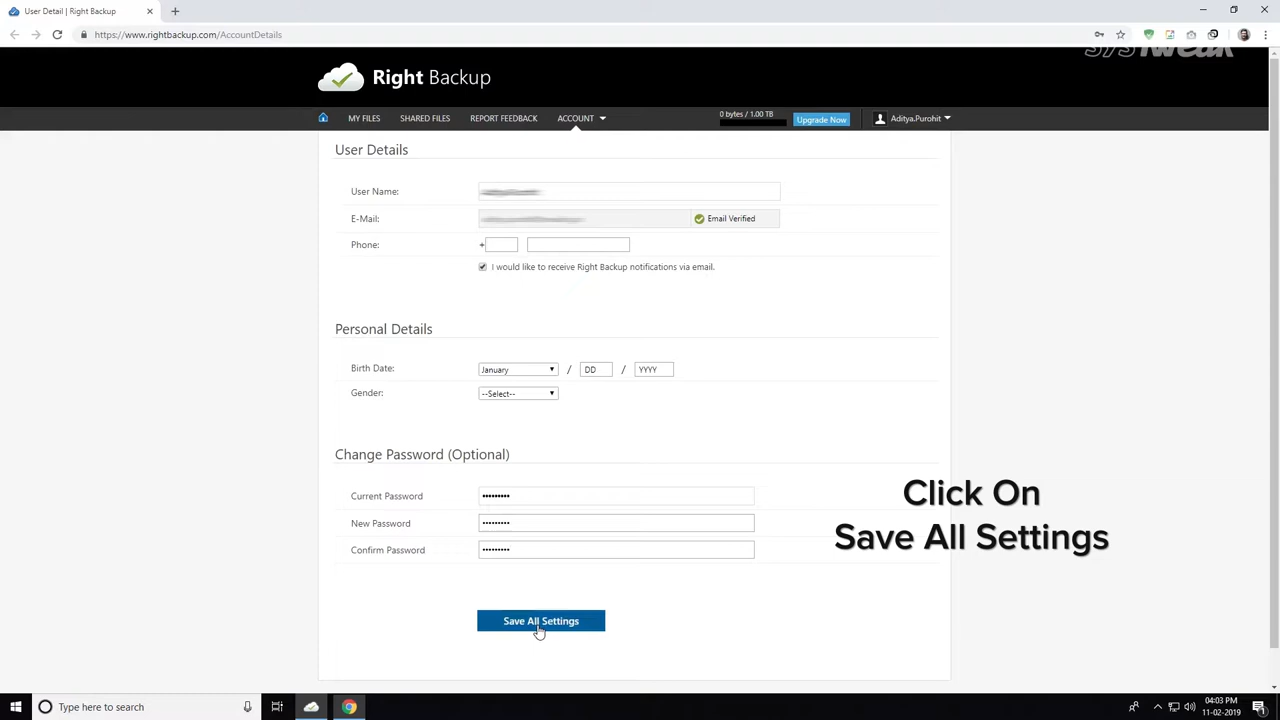 User Detail | Right Backup
https://www.rightbackup.com/AccountDetails
Systweak
Right Backup
MY FILES
SHARED FILES
REPORT FEEDBACK
ACCOUNT
0 bytes / 1.00 TB
Upgrade Now
Aditya.Purohit
User Details
User Name:
E-Mail:
Email Verified
Phone:
+
I would like to receive Right Backup notifications via email.
Personal Details
Birth Date:
January
/
DD
/
YYYY
Gender:
--Select--
Change Password (Optional)
Current Password
•••••••••
New Password
•••••••••
Confirm Password
•••••••••
Click On
Save All Settings
Save All Settings
Type here to search
04:03 PM
11-02-2019
1